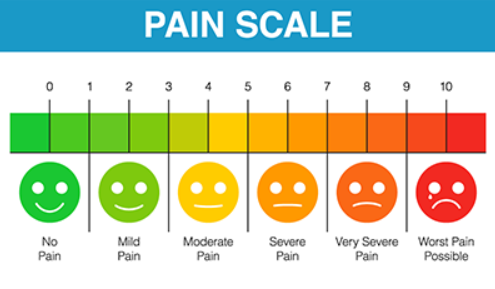 PAIN SCALE
0 1 2 3 4 5 6 7 8 9 10
No Mild Moderate Severe Very Severe Worst Pain
Pain Pain Pain Pain Pain Possible